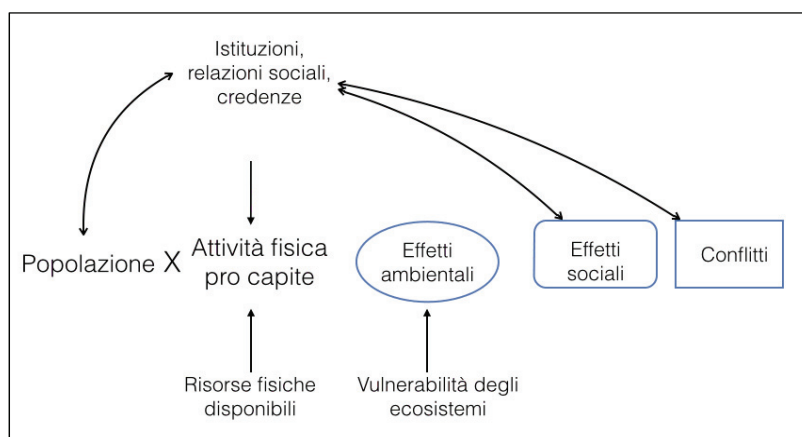 Istituzioni,
relazioni sociali,
credenze
Popolazione X
Attività fisica
pro capite
Effetti
ambientali
Effetti
sociali
Conflitti
Risorse fisiche
disponibili
Vulnerabilità degli
ecosistemi